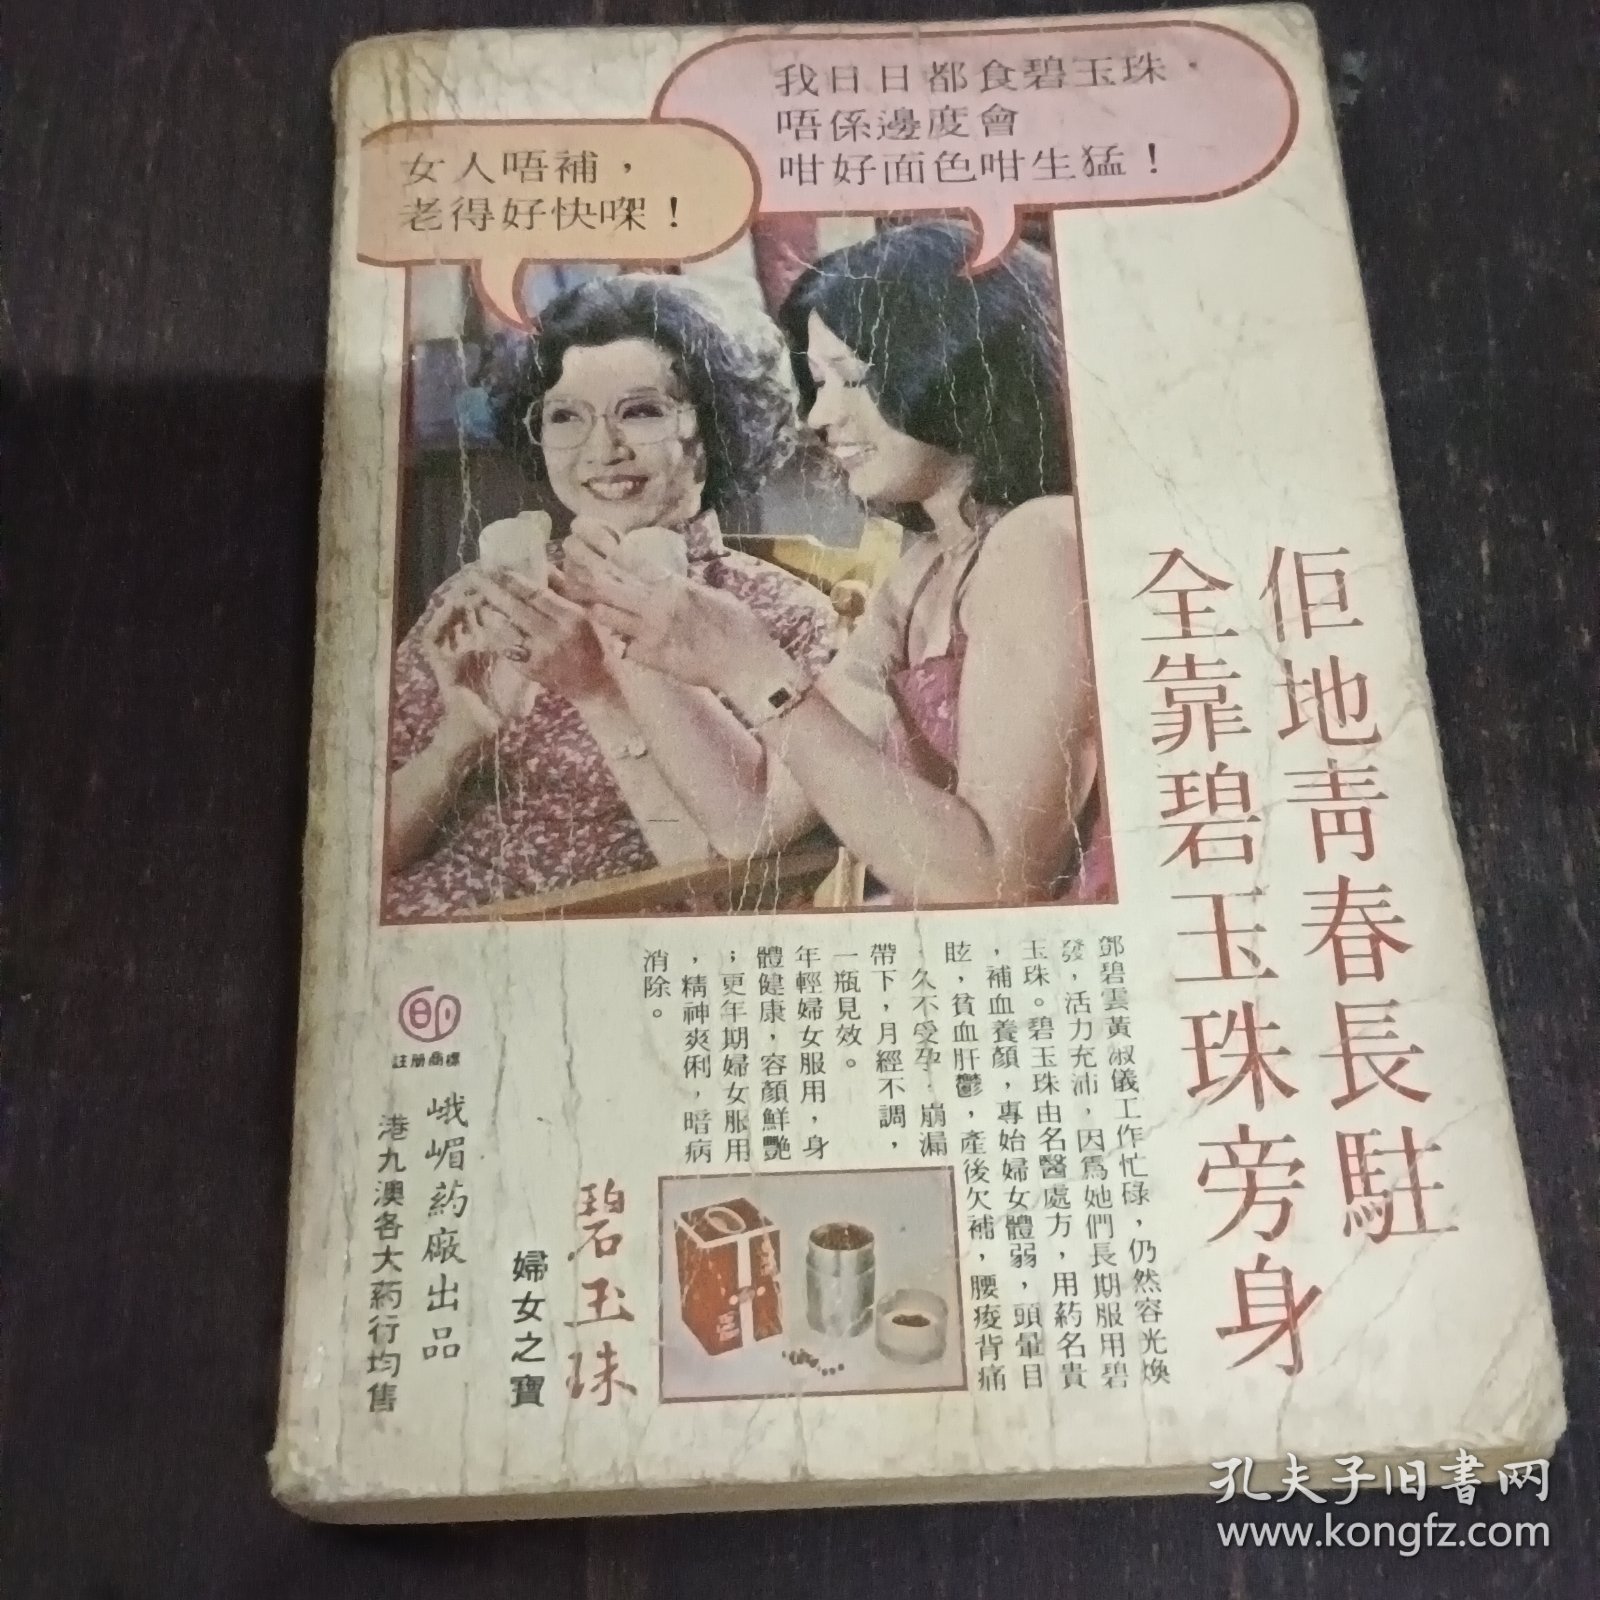 我日日都食碧玉珠，
唔係邊度會
咁好面色咁生猛！
女人唔補，
老得好快㗎！
佢地靑春長駐
全靠碧玉珠旁身
鄧碧雲黃淑儀工作忙碌，仍然容光煥
發，活力充沛，因爲她們長期服用碧
玉珠。碧玉珠由名醫處方，用葯名貴
，補血養顏，專始婦女體弱，頭暈目
眩，貧血肝鬱，產後欠補，腰痠背痛
．久不受孕．崩漏
帶下，月經不調，
一瓶見效。
年輕婦女服用，身
體健康，容顏鮮艷
；更年期婦女服用
，精神爽俐，暗病
消除。
碧玉珠
婦女之寶
註册商標
峨嵋葯廠出品
港九澳各大葯行均售
孔夫子旧书网
www.kongfz.com